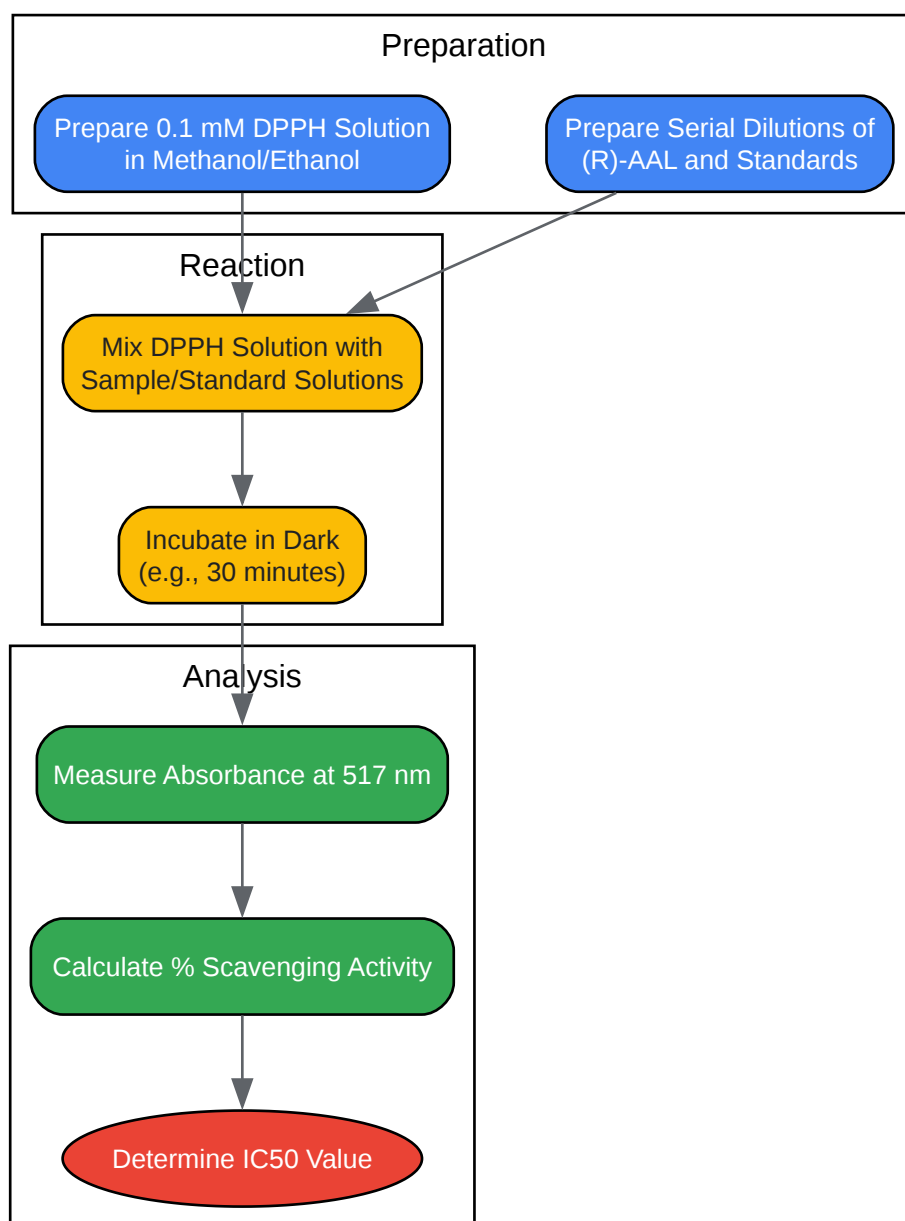 Preparation
Prepare 0.1 mM DPPH Solution
in Methanol/Ethanol
Prepare Serial Dilutions of
(R)-AAL and Standards
Reaction
Mix DPPH Solution with
Sample/Standard Solutions
Incubate in Dark
(e.g., 30 minutes)
Analysis
Measure Absorbance at 517 nm
Calculate % Scavenging Activity
Determine IC50 Value